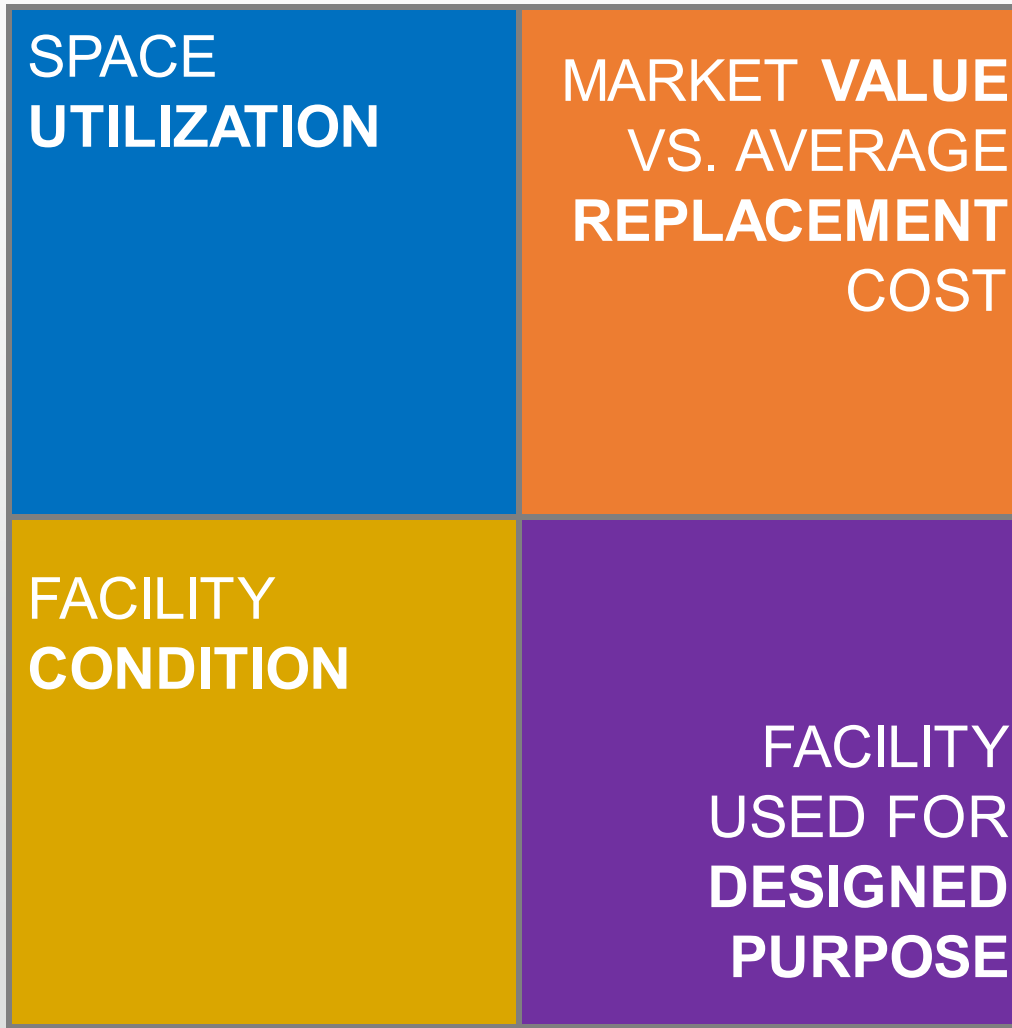 SPACE
UTILIZATION
MARKET VALUE
VS. AVERAGE
REPLACEMENT
COST
FACILITY
CONDITION
FACILITY
USED FOR
DESIGNED
PURPOSE